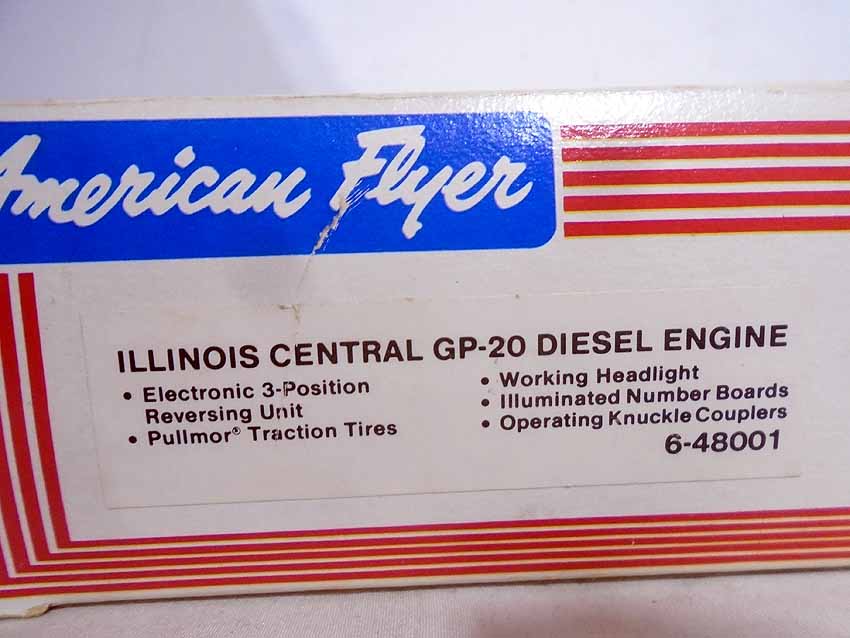 American Flyer
ILLINOIS CENTRAL GP-20 DIESEL ENGINE
• Electronic 3-Position
Reversing Unit
• Pullmor® Traction Tires
• Working Headlight
• Illuminated Number Boards
• Operating Knuckle Couplers
6-48001